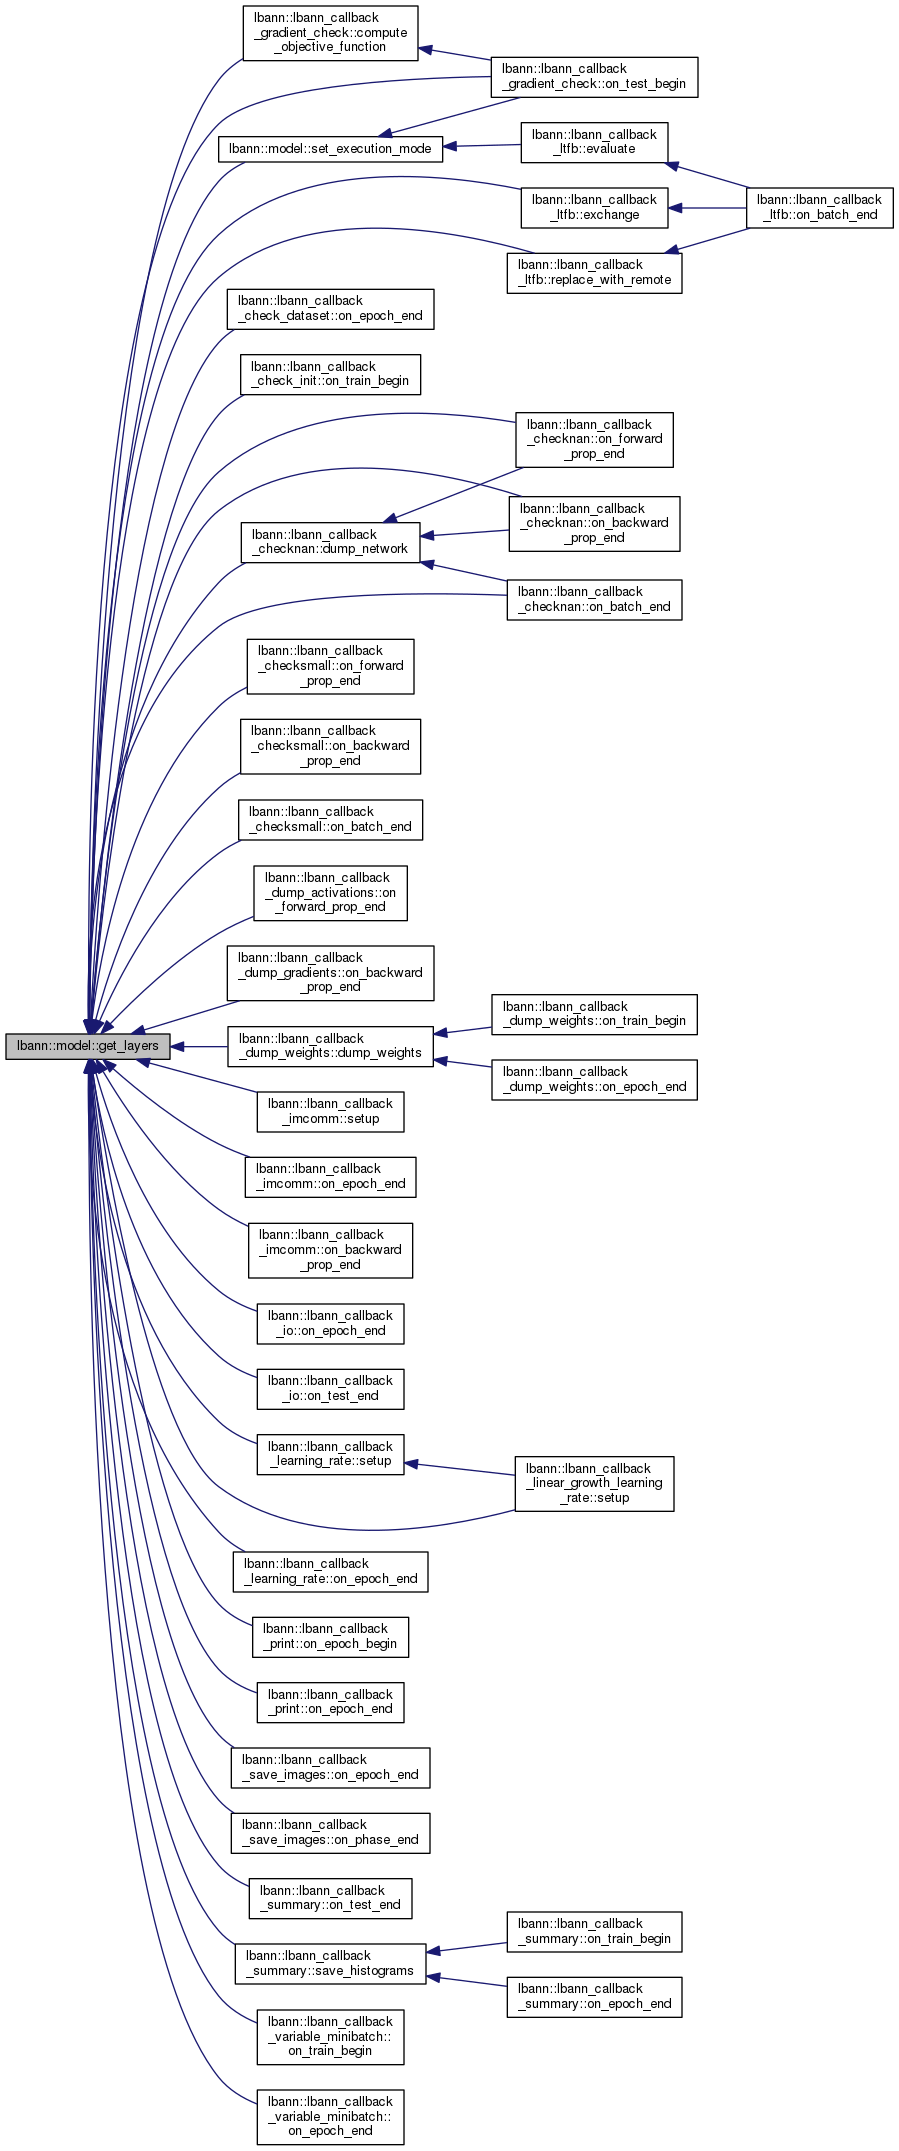 lbann::lbann_callback
_gradient_check::compute
_objective_function
lbann::lbann_callback
_gradient_check::on_test_begin
lbann::model::set_execution_mode
lbann::lbann_callback
_ltfb::evaluate
lbann::lbann_callback
_ltfb::exchange
lbann::lbann_callback
_ltfb::on_batch_end
lbann::lbann_callback
_ltfb::replace_with_remote
lbann::lbann_callback
_check_dataset::on_epoch_end
lbann::lbann_callback
_check_init::on_train_begin
lbann::lbann_callback
_checknan::on_forward
_prop_end
lbann::lbann_callback
_checknan::on_backward
_prop_end
lbann::lbann_callback
_checknan::dump_network
lbann::lbann_callback
_checknan::on_batch_end
lbann::lbann_callback
_checksmall::on_forward
_prop_end
lbann::lbann_callback
_checksmall::on_backward
_prop_end
lbann::lbann_callback
_checksmall::on_batch_end
lbann::lbann_callback
_dump_activations::on
_forward_prop_end
lbann::lbann_callback
_dump_gradients::on_backward
_prop_end
lbann::model::get_layers
lbann::lbann_callback
_dump_weights::dump_weights
lbann::lbann_callback
_dump_weights::on_train_begin
lbann::lbann_callback
_dump_weights::on_epoch_end
lbann::lbann_callback
_imcomm::setup
lbann::lbann_callback
_imcomm::on_epoch_end
lbann::lbann_callback
_imcomm::on_backward
_prop_end
lbann::lbann_callback
_io::on_epoch_end
lbann::lbann_callback
_io::on_test_end
lbann::lbann_callback
_learning_rate::setup
lbann::lbann_callback
_linear_growth_learning
_rate::setup
lbann::lbann_callback
_learning_rate::on_epoch_end
lbann::lbann_callback
_print::on_epoch_begin
lbann::lbann_callback
_print::on_epoch_end
lbann::lbann_callback
_save_images::on_epoch_end
lbann::lbann_callback
_save_images::on_phase_end
lbann::lbann_callback
_summary::on_test_end
lbann::lbann_callback
_summary::save_histograms
lbann::lbann_callback
_summary::on_train_begin
lbann::lbann_callback
_summary::on_epoch_end
lbann::lbann_callback
_variable_minibatch::
on_train_begin
lbann::lbann_callback
_variable_minibatch::
on_epoch_end